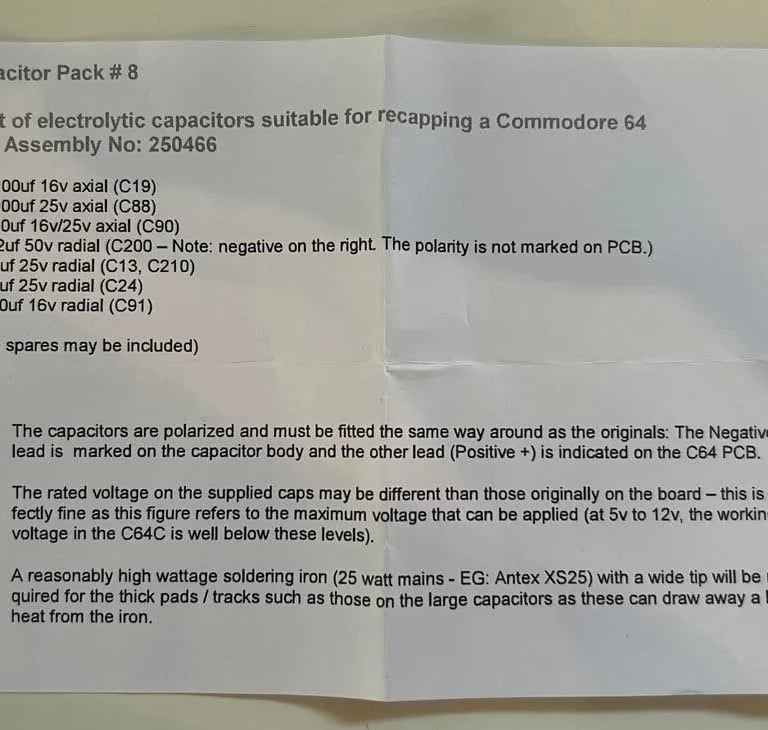 acitor Pack # 8
t of electrolytic capacitors suitable for recapping a Commodore 64
Assembly No: 250466
00uf 16v axial (C19)
00uf 25v axial (C88)
0uf 16v/25v axial (C90)
2uf 50v radial (C200 – Note: negative on the right. The polarity is not marked on PCB.)
uf 25v radial (C13, C210)
uf 25v radial (C24)
0uf 16v radial (C91)
spares may be included)
The capacitors are polarized and must be fitted the same way around as the originals: The Negativ
lead is marked on the capacitor body and the other lead (Positive +) is indicated on the C64 PCB.
The rated voltage on the supplied caps may be different than those originally on the board – this is
fectly fine as this figure refers to the maximum voltage that can be applied (at 5v to 12v, the workin
voltage in the C64C is well below these levels).
A reasonably high wattage soldering iron (25 watt mains - EG: Antex XS25) with a wide tip will be
quired for the thick pads / tracks such as those on the large capacitors as these can draw away a
heat from the iron.